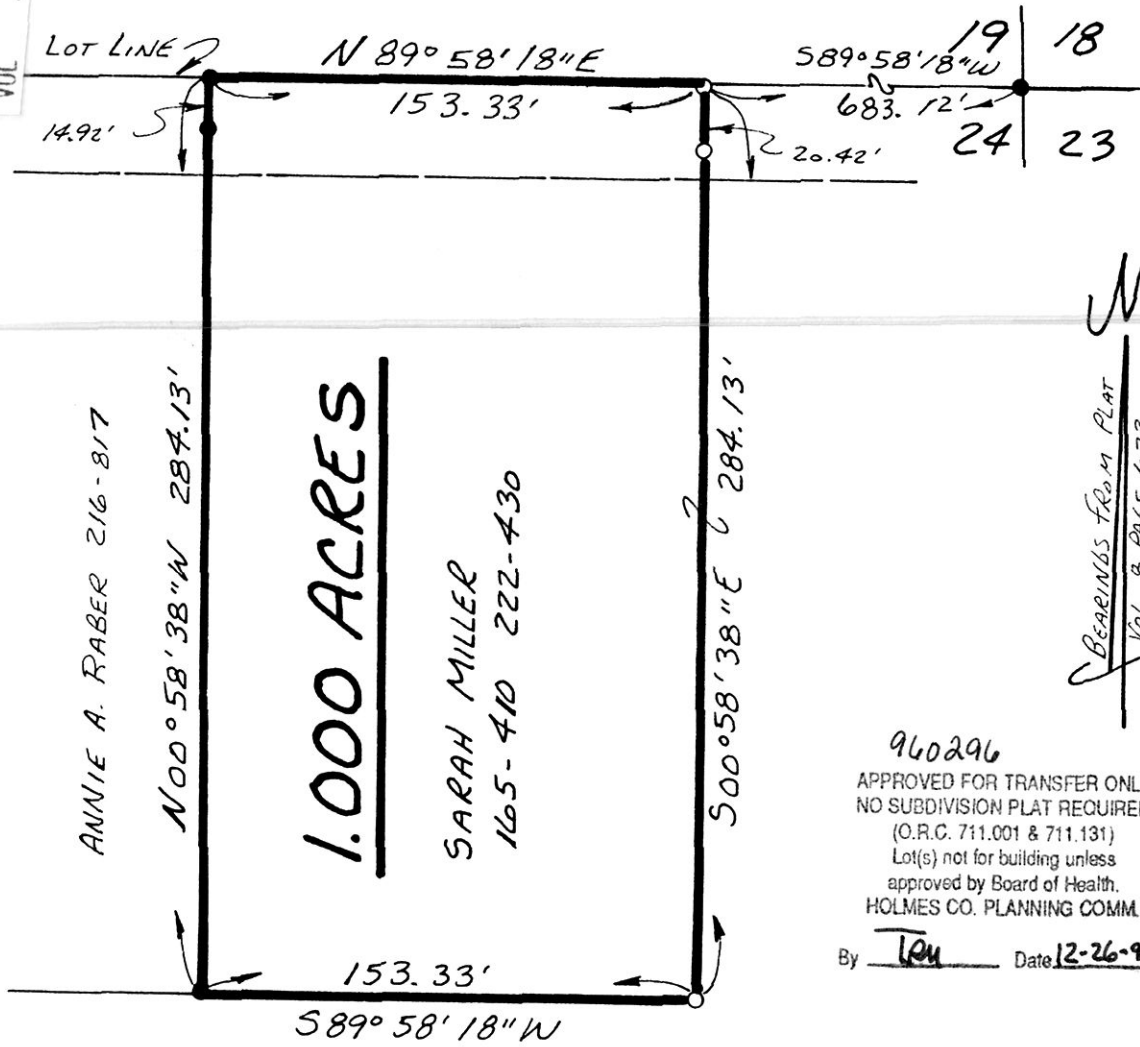 VOL
LOT LINE
N 89° 58' 18" E
153.33'
S 89° 58' 18" W
683.12'
19 18
24 23
14.92'
20.42'
N
BEARINGS FROM PLAT
ANNIE A. RABER 216-817
N 00° 58' 38" W 284.13'
1.000 ACRES
SARAH MILLER
165-410 222-430
S 00° 58' 38" E 284.13'
960296
APPROVED FOR TRANSFER ONL
NO SUBDIVISION PLAT REQUIRE
(O.R.C. 711.001 & 711.131)
Lot(s) not for building unless
approved by Board of Health.
HOLMES CO. PLANNING COMM.
By Date 12-26-9
153.33'
S 89° 58' 18" W